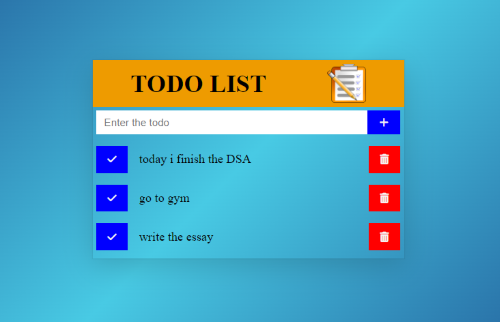 TODO LIST
Enter the todo
today i finish the DSA
go to gym
write the essay